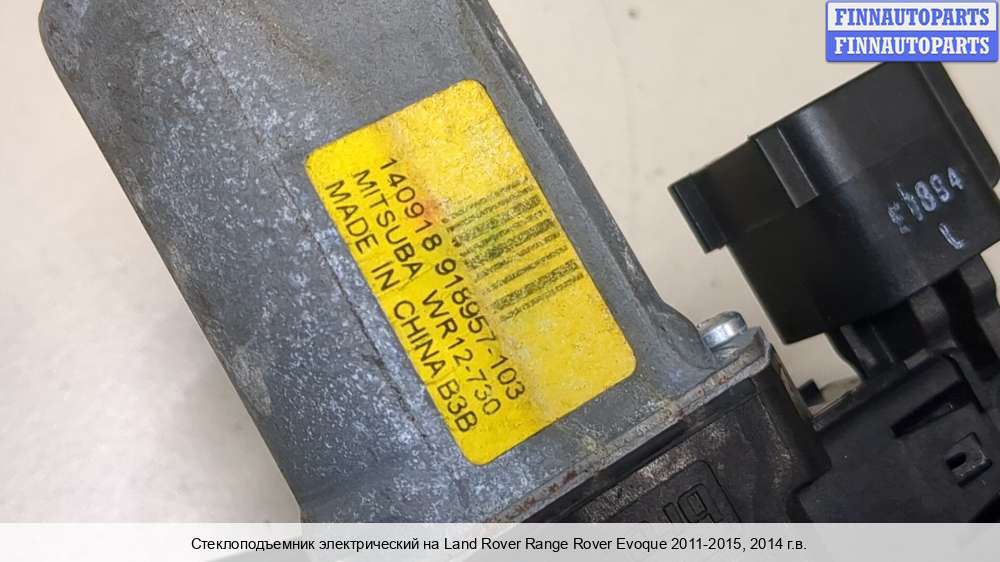 FINNAUTOPARTS
FINNAUTOPARTS
140918 918957-103
MITSUBA WR12-730
MADE IN CHINA B3B
L
Стеклоподъемник электрический на Land Rover Range Rover Evoque 2011-2015, 2014 г.в.